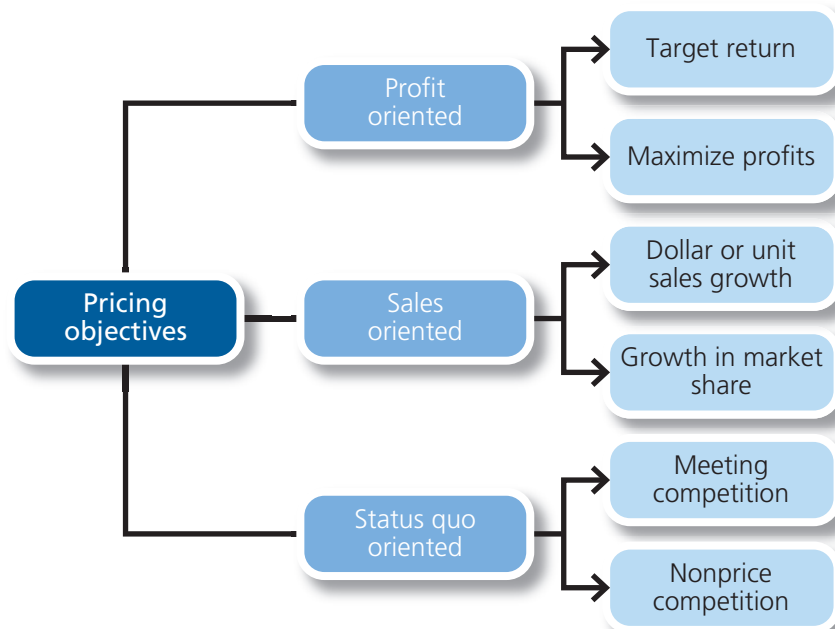 Pricing
objectives
Profit
oriented
Target return
Maximize profits
Sales
oriented
Dollar or unit
sales growth
Growth in market
share
Status quo
oriented
Meeting
competition
Nonprice
competition